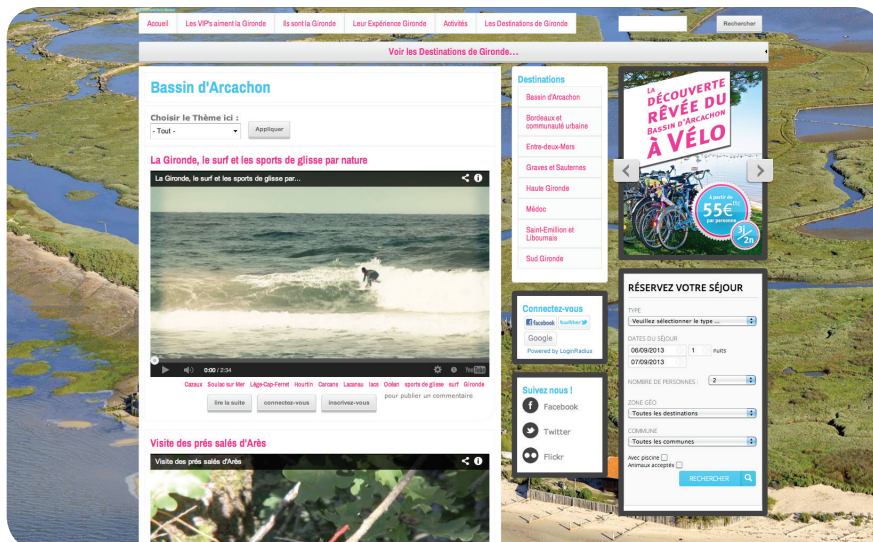 Accueil
Les VIP's aiment la Gironde
Ils sont la Gironde
Leur Expérience Gironde
Activités
Les Destinations de Gironde
Rechercher
Voir les Destinations de Gironde...
Bassin d'Arcachon
Choisir le Thème ici :
- Tout -
Appliquer
La Gironde, le surf et les sports de glisse par nature
La Gironde, le surf et les sports de glisse par...
0:00 / 2:34
YouTube
Cazaux Soulac sur Mer Lège-Cap-Ferret Hourtin Carcans Lacanau lacs Océan sports de glisse surf Gironde
lire la suite
connectez-vous
inscrivez-vous
pour publier un commentaire
Visite des prés salés d'Arès
Visite des prés salés d'Arès
Destinations
Bassin d'Arcachon
Bordeaux et
communauté urbaine
Entre-deux-Mers
Graves et Sauternes
Haute Gironde
Médoc
Saint-Emillion et
Libournais
Sud Gironde
Connectez-vous
facebook
twitter
Google
Powered by LoginRadius
Suivez nous !
Facebook
Twitter
Flickr
LA
DÉCOUVERTE
RÊVÉE DU
BASSIN D'ARCACHON
À VÉLO
À partir de
55€ TTC
par personne
3j/2n
RÉSERVEZ VOTRE SÉJOUR
TYPE
Veuillez sélectionner le type ...
DATES DU SÉJOUR
06/09/2013 1 nuits
07/09/2013
NOMBRE DE PERSONNES : 2
ZONE GÉO
Toutes les destinations
COMMUNE
Toutes les communes
Avec piscine
Animaux acceptés
RECHERCHER